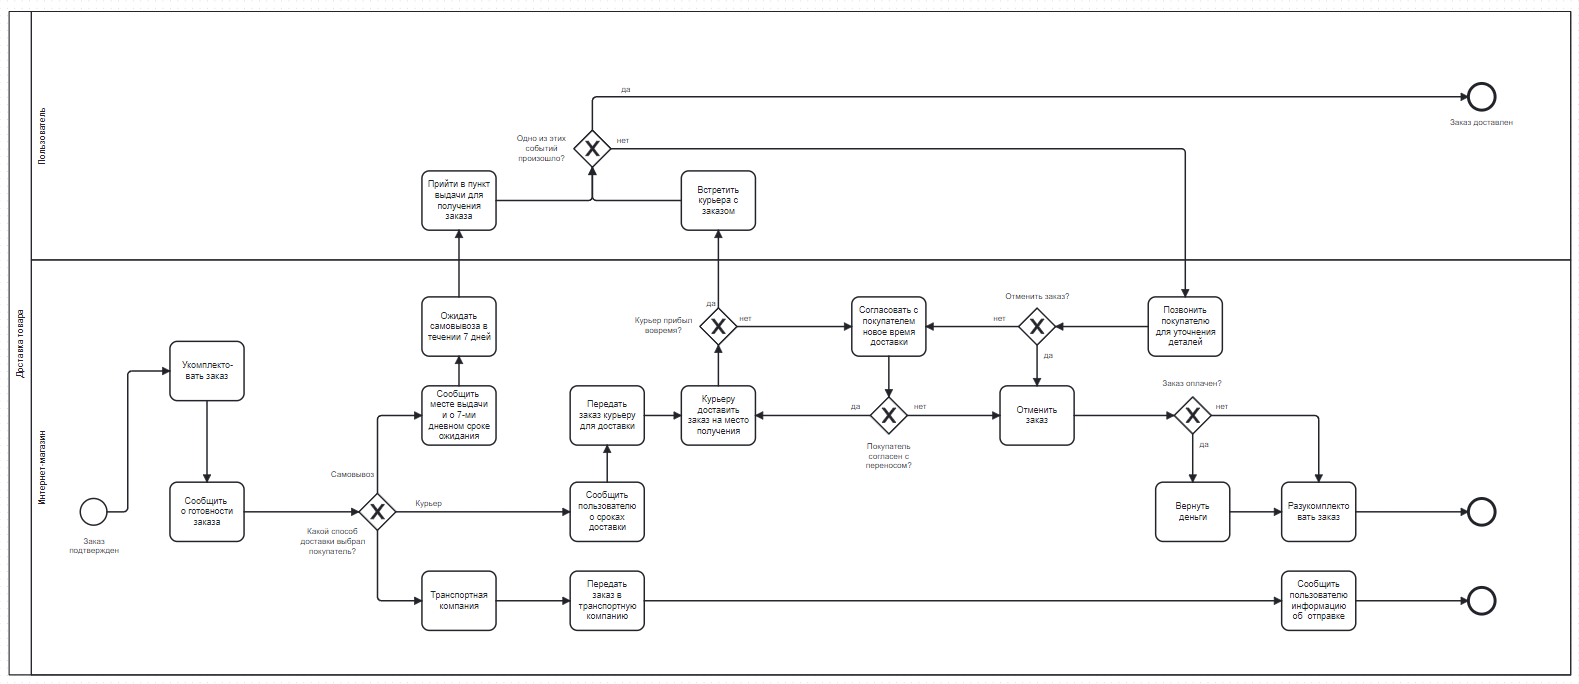 Доставка товара
Пользователь
да
Заказ доставлен
Одно из этих
событий
произошло?
нет
Прийти в пункт
выдачи для
получения
заказа
Встретить
курьера с
заказом
Интернет-магазин
Заказ
подтвержден
Укомплекто-
вать заказ
Сообщить
о готовности
заказа
Какой способ
доставки выбрал
покупатель?
Самовывоз
Курьер
Ожидать
самовывоза в
течении 7 дней
Сообщить
месте выдачи
и о 7-ми
дневном сроке
ожидания
Транспортная
компания
Передать
заказ курьеру
для доставки
Сообщить
пользователю
о сроках
доставки
Передать
заказ в
транспортную
компанию
да
Курьер прибыл
вовремя?
нет
Курьеру
доставить
заказ на место
получения
Согласовать с
покупателем
новое время
доставки
да
нет
Покупатель
согласен с
переносом?
Отменить заказ?
нет
да
Отменить
заказ
Позвонить
покупателю
для уточнения
деталей
Заказ оплачен?
нет
да
Вернуть
деньги
Разукомплекто
вать заказ
Сообщить
пользователю
информацию
об отправке